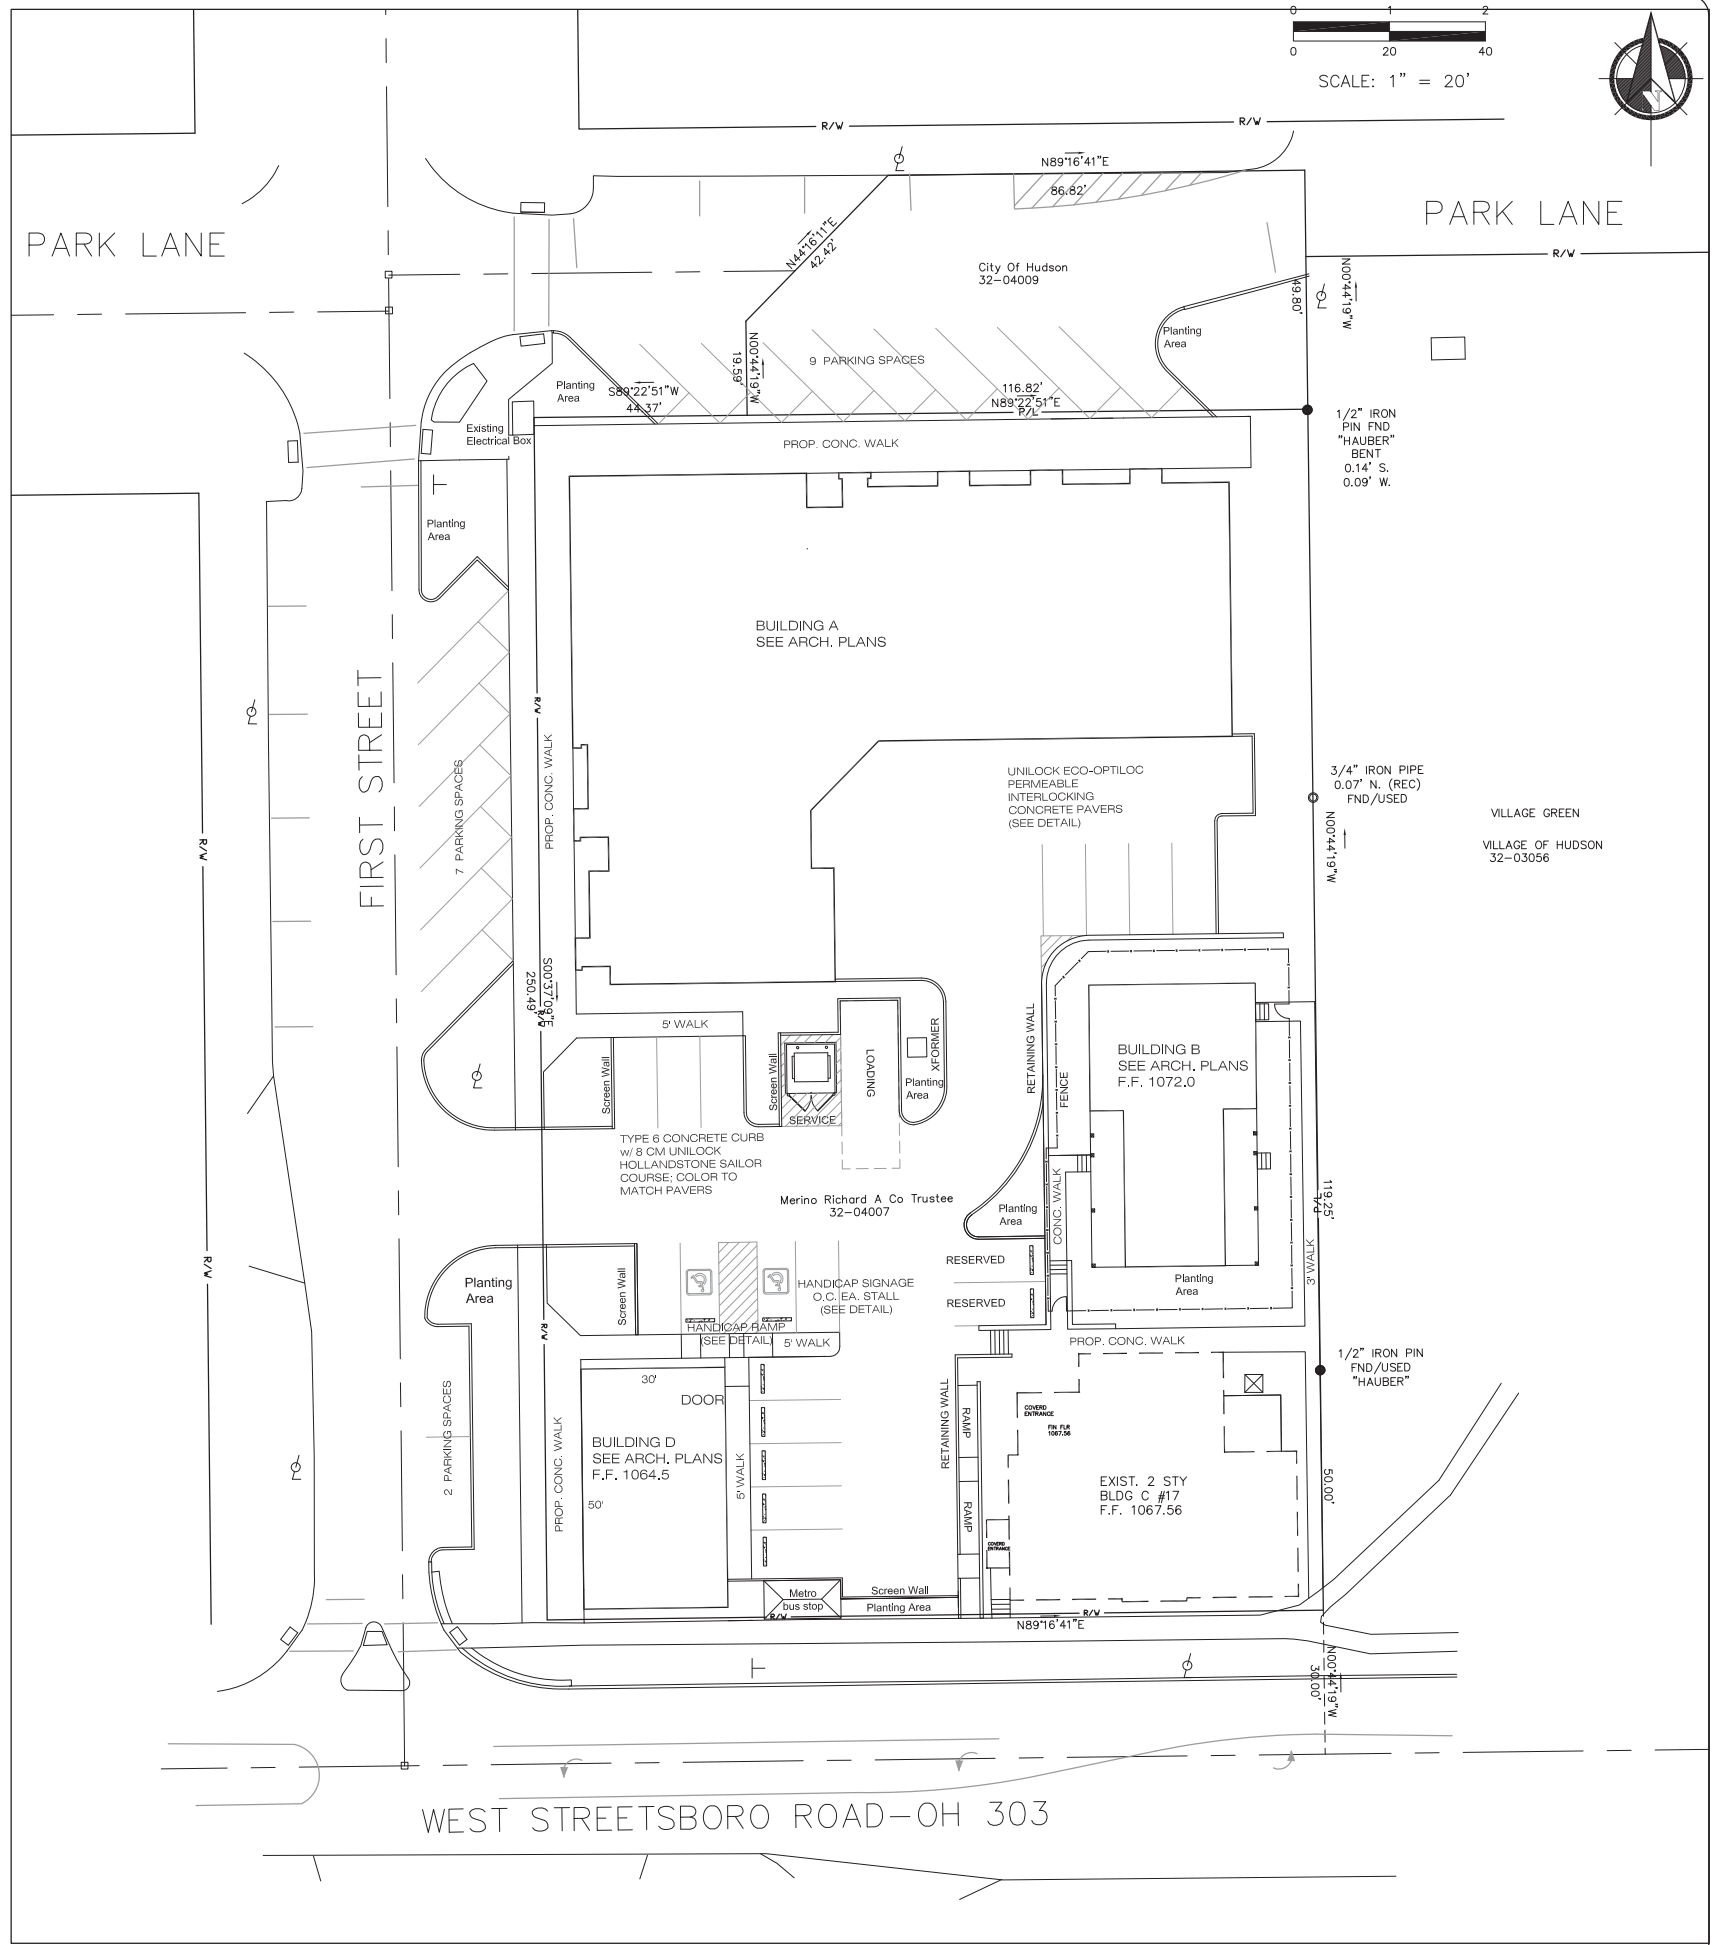 0 1 2
0 20 40
SCALE: 1" = 20'
N
R/W
R/W
N89°16'41"E
86.82'
PARK LANE
PARK LANE
R/W
N44°16'11"E
42.42'
City Of Hudson
32-04009
49.80'
N00°44'19"W
Planting
Area
N00°44'19"W
19.59'
9 PARKING SPACES
Planting
Area
S89°22'51"W
44.37'
116.82'
N89°22'51"E
P/L
1/2" IRON
PIN FND
"HAUBER"
BENT
0.14' S.
0.09' W.
Existing
Electrical Box
PROP. CONC. WALK
Planting
Area
BUILDING A
SEE ARCH. PLANS
FIRST STREET
R/W
PROP. CONC. WALK
7 PARKING SPACES
R/W
UNILOCK ECO-OPTILOC
PERMEABLE
INTERLOCKING
CONCRETE PAVERS
(SEE DETAIL)
3/4" IRON PIPE
0.07' N. (REC)
FND/USED
N00°44'19"W
VILLAGE GREEN
VILLAGE OF HUDSON
32-03056
S00°37'09"E
250.49'
R/W
5' WALK
Screen Wall
Screen Wall
SERVICE
LOADING
XFORMER
Planting
Area
RETAINING WALL
FENCE
BUILDING B
SEE ARCH. PLANS
F.F. 1072.0
TYPE 6 CONCRETE CURB
w/ 8 CM UNILOCK
HOLLANDSTONE SAILOR
COURSE; COLOR TO
MATCH PAVERS
Merino Richard A Co Trustee
32-04007
Planting
Area
CONC. WALK
119.25'
P/L
3' WALK
R/W
RESERVED
RESERVED
Planting
Area
Screen Wall
Planting
Area
HANDICAP SIGNAGE
O.C. EA. STALL
(SEE DETAIL)
HANDICAP RAMP
(SEE DETAIL)
5' WALK
R/W
PROP. CONC. WALK
1/2" IRON PIN
FND/USED
"HAUBER"
30'
DOOR
BUILDING D
SEE ARCH. PLANS
F.F. 1064.5
50'
5' WALK
2 PARKING SPACES
PROP. CONC. WALK
RETAINING WALL
RAMP
RAMP
COVERD
ENTRANCE
FIN FLR
1067.56
EXIST. 2 STY
BLDG C #17
F.F. 1067.56
50.00'
COVERD
ENTRANCE
Metro
bus stop
Screen Wall
Planting Area
R/W
R/W
N89°16'41"E
N00°44'19"W
30.00'
WEST STREETSBORO ROAD-OH 303